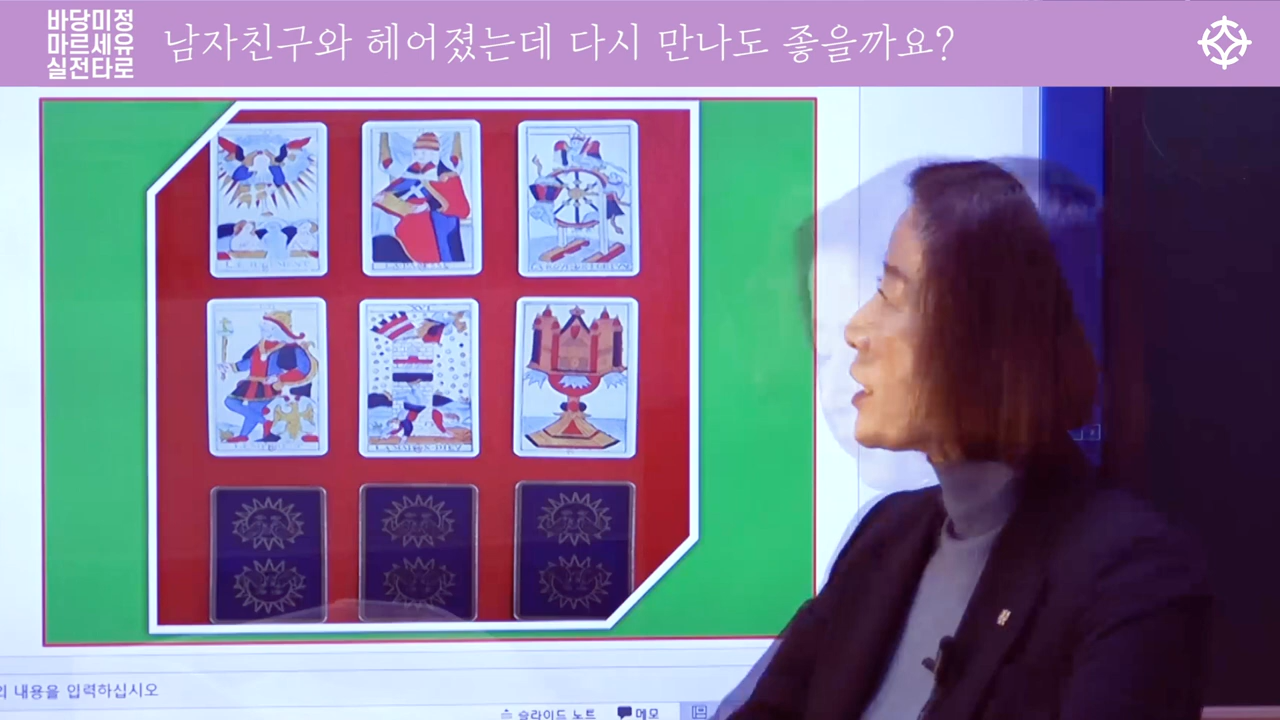 바당미정
마르세유
실전타로
남자친구와 헤어졌는데 다시 만나도 좋을까요?
XVI
내용을 입력하십시오
슬라이드 노트
메모